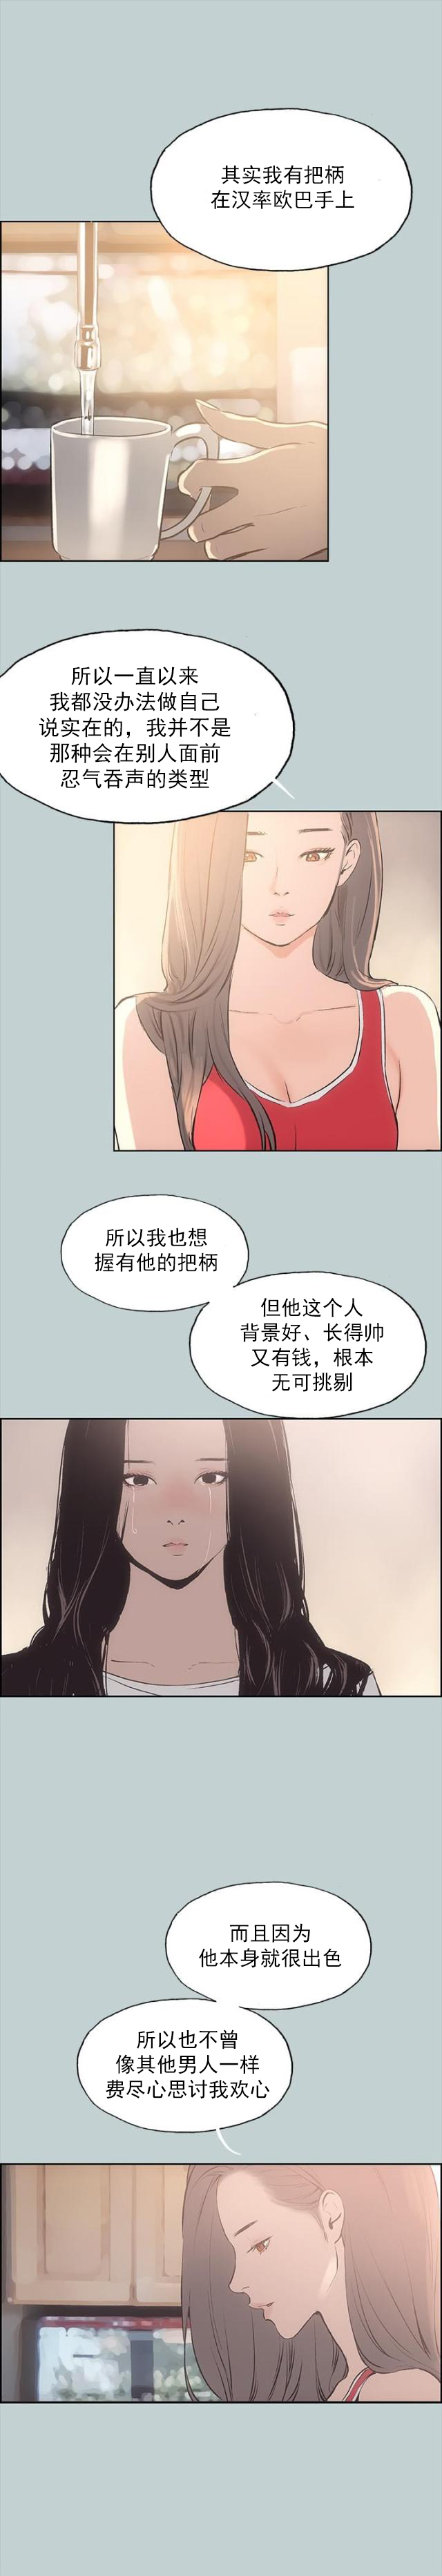 其实我有把柄
在汉率欧巴手上
所以一直以来
我都没办法做自己
说实在的，我并不是
那种会在别人面前
忍气吞声的类型
所以我也想
握有他的把柄
但他这个人
背景好、长得帅
又有钱，根本
无可挑剔
而且因为
他本身就很出色
所以也不曾
像其他男人一样
费尽心思讨我欢心